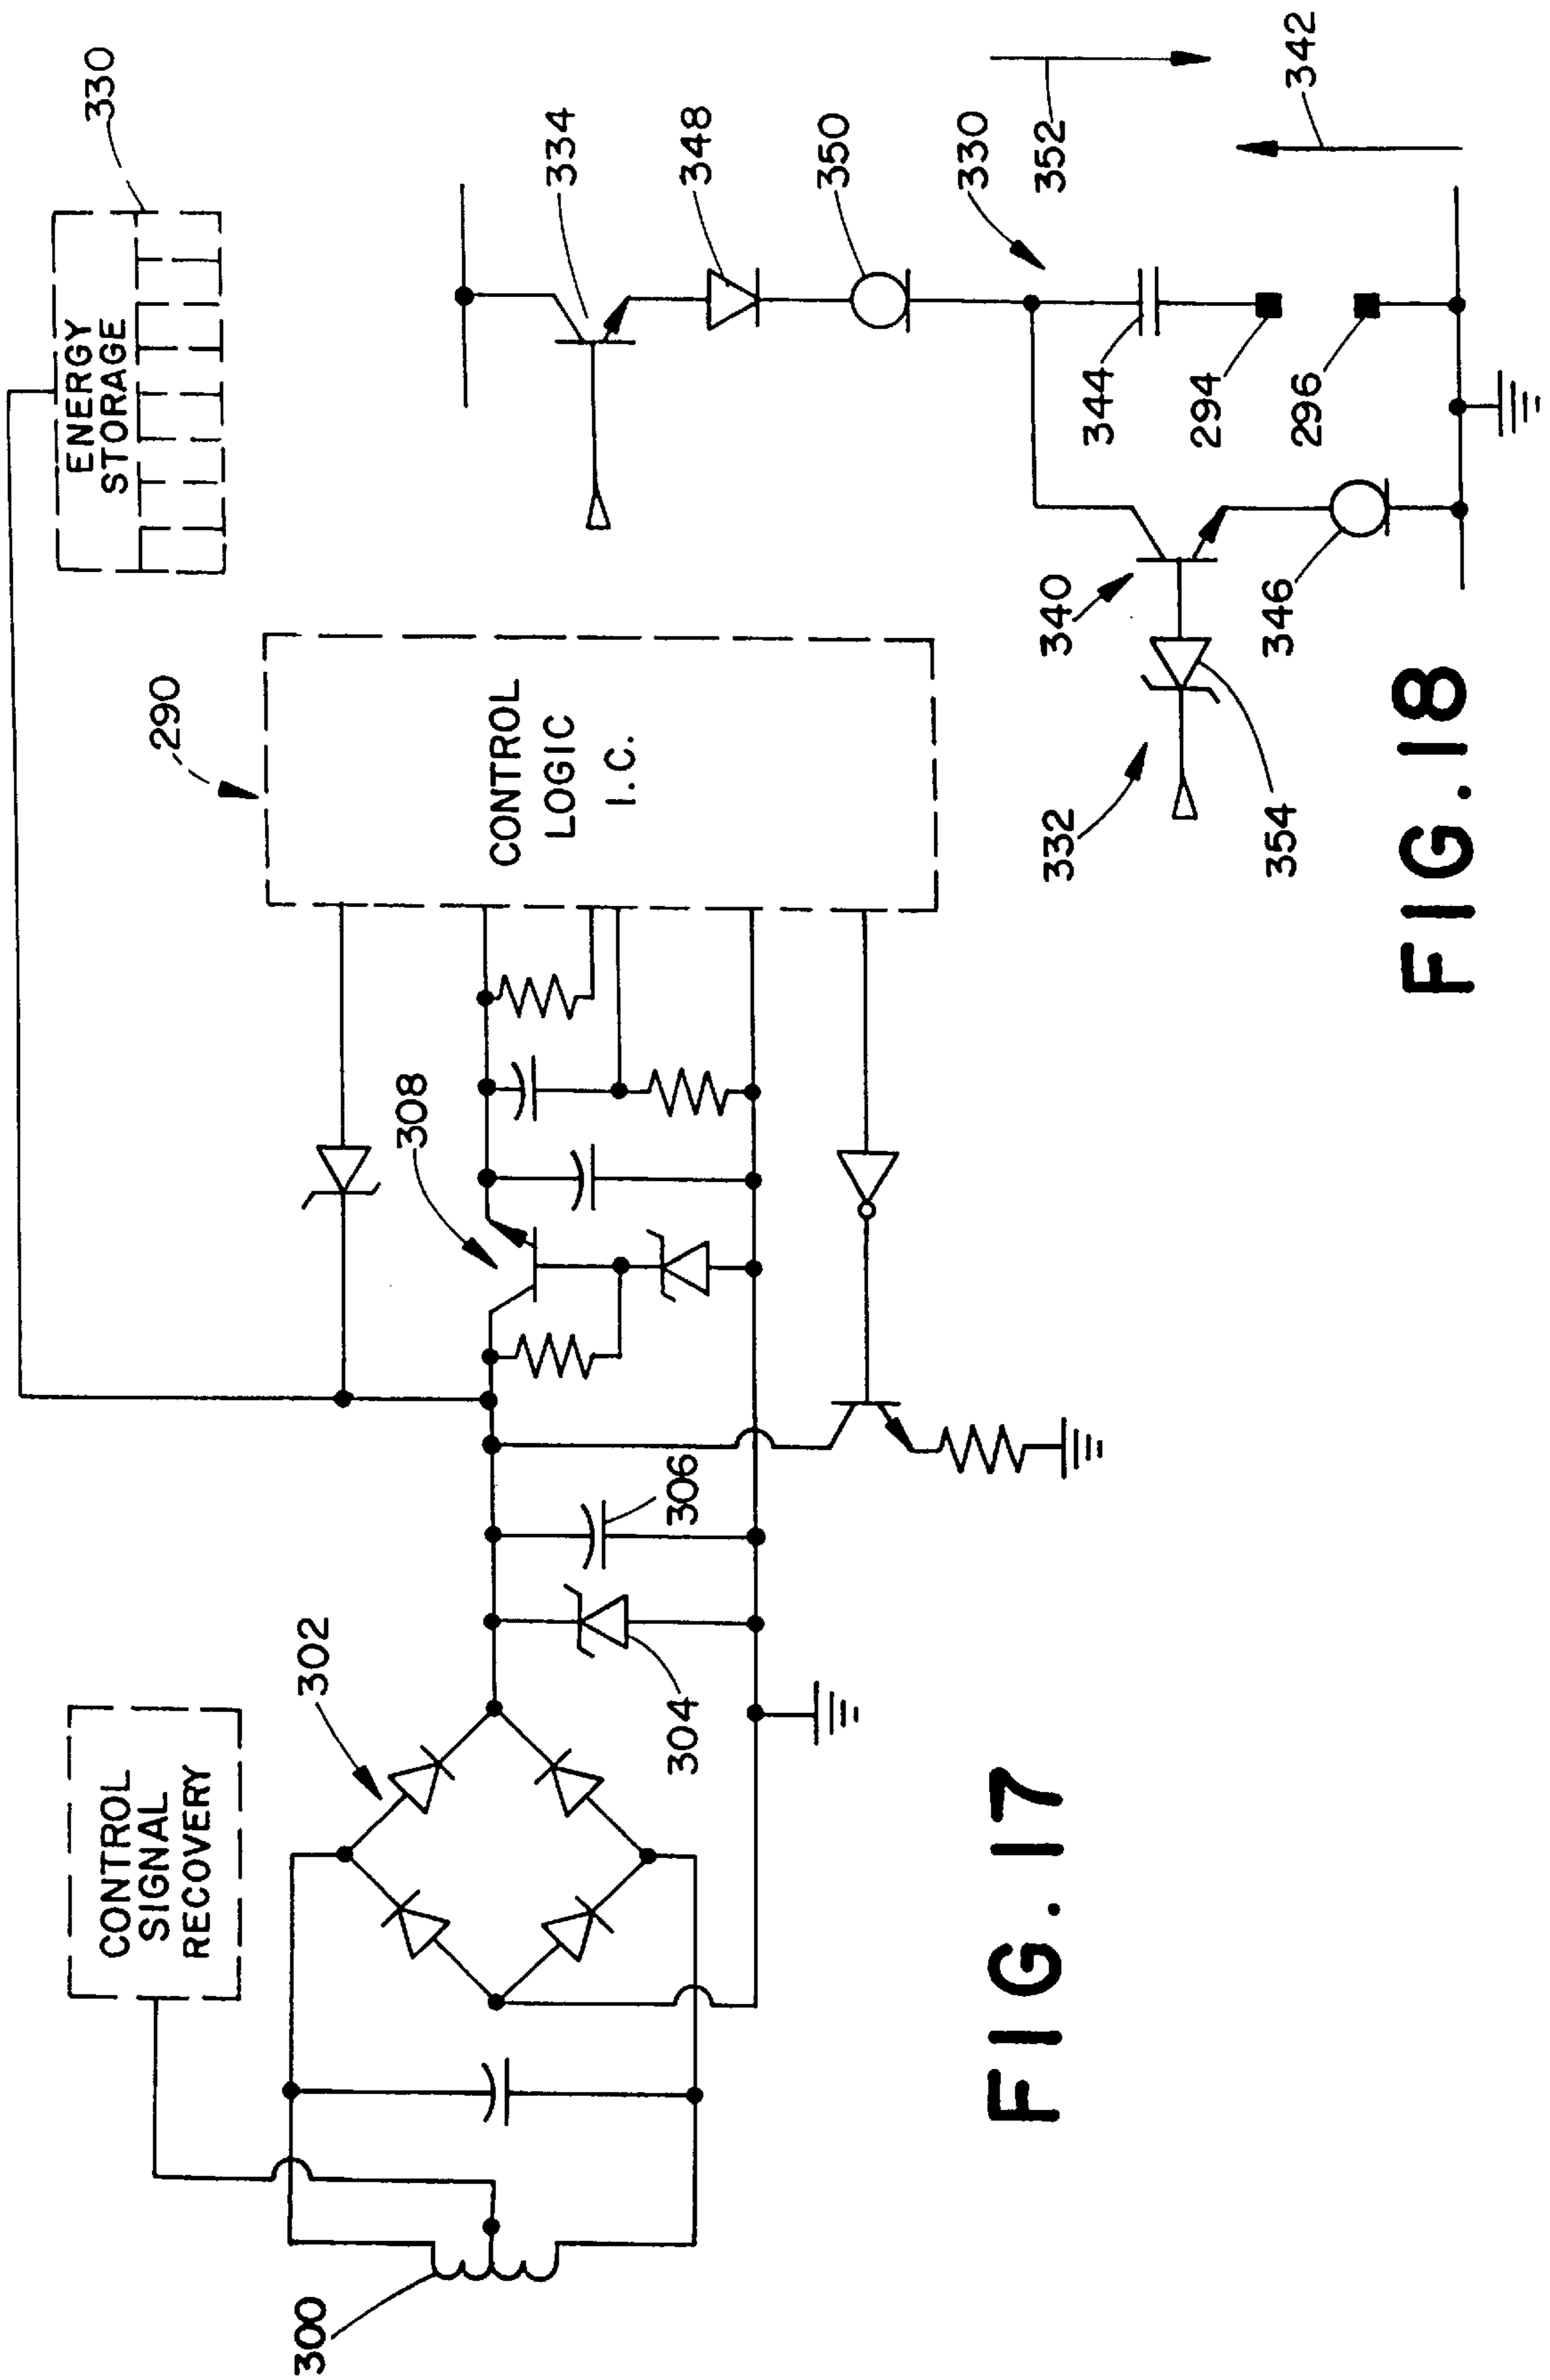 330
ENERGY
STORAGE
290
CONTROL
LOGIC
I.C.
308
302
CONTROL
SIGNAL
RECOVERY
306
304
300
FIG. 17
334
348
350
330
352
342
344
294
296
340
332
346
354
FIG. 18